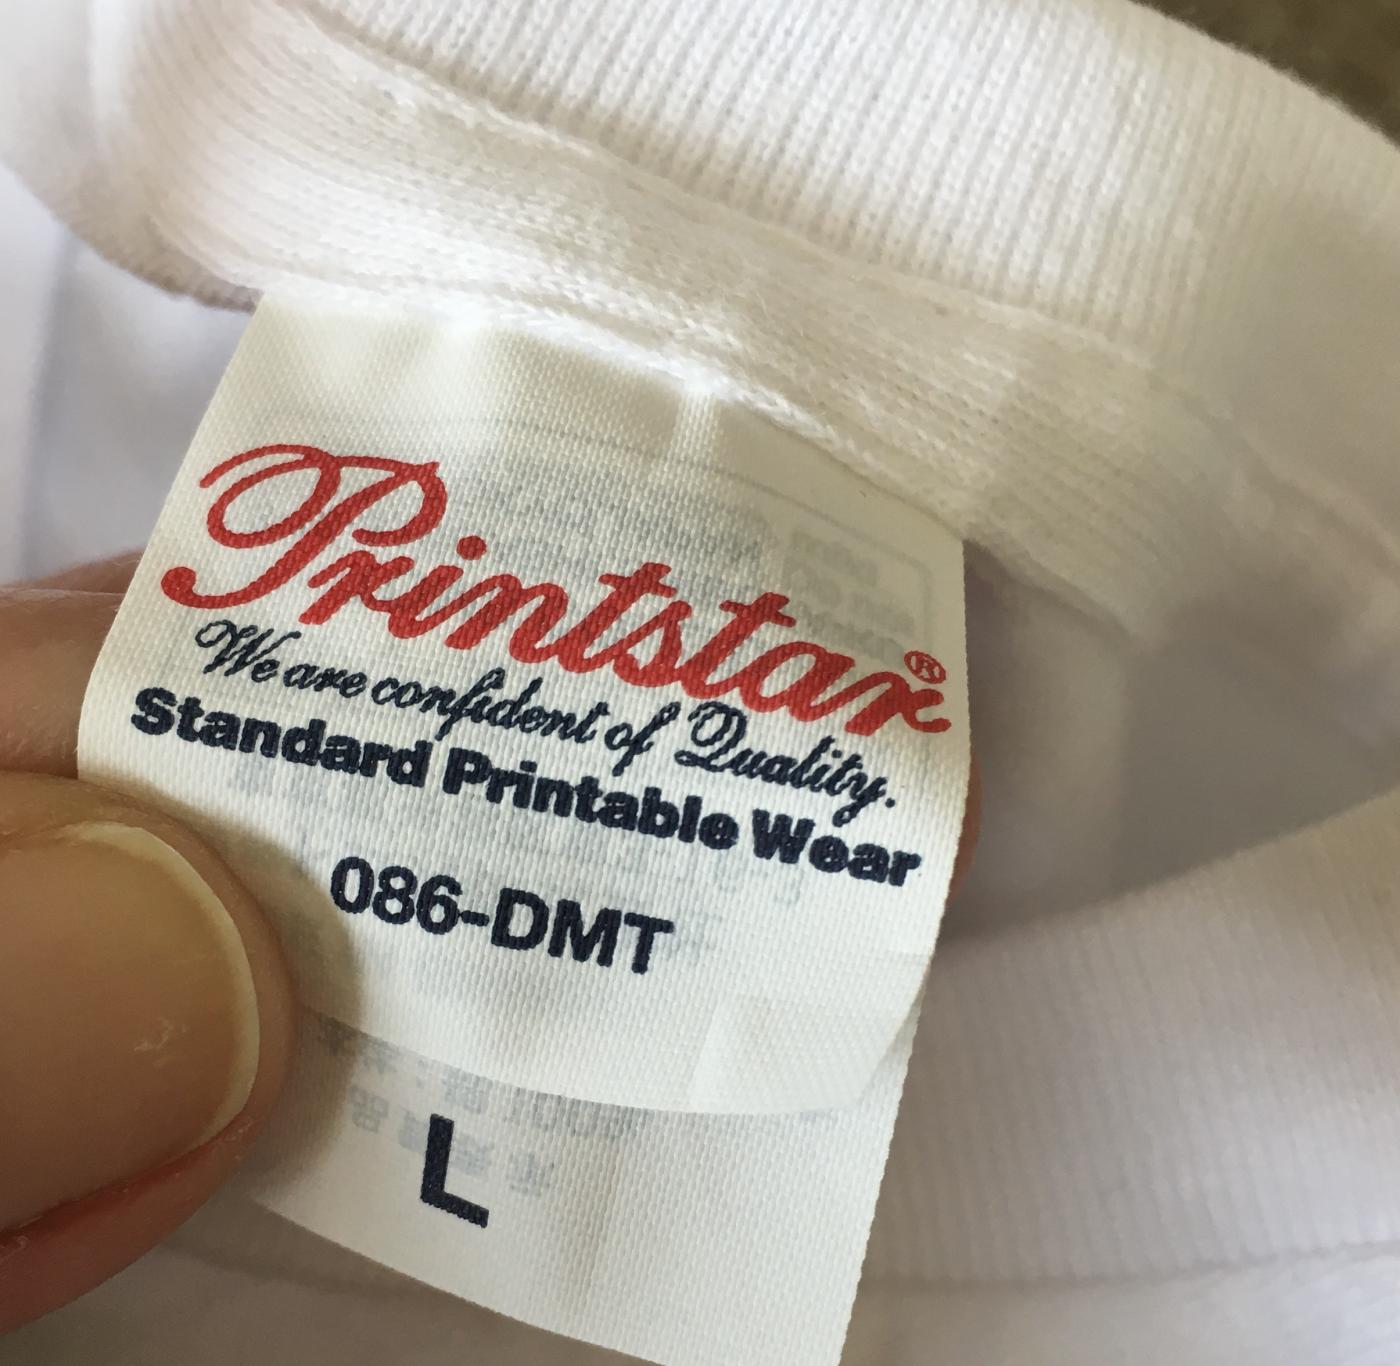 Printstar®
We are confident of Quality.
Standard Printable Wear
086-DMT
L